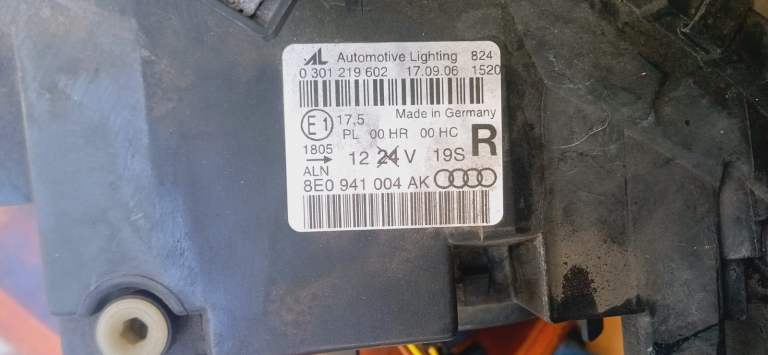 AL Automotive Lighting 824
0 301 219 602 17.09.06 1520
E1 17,5 Made in Germany
PL 00 HR 00 HC R
1805
12 24 V 19S
ALN
8E0 941 004 AK